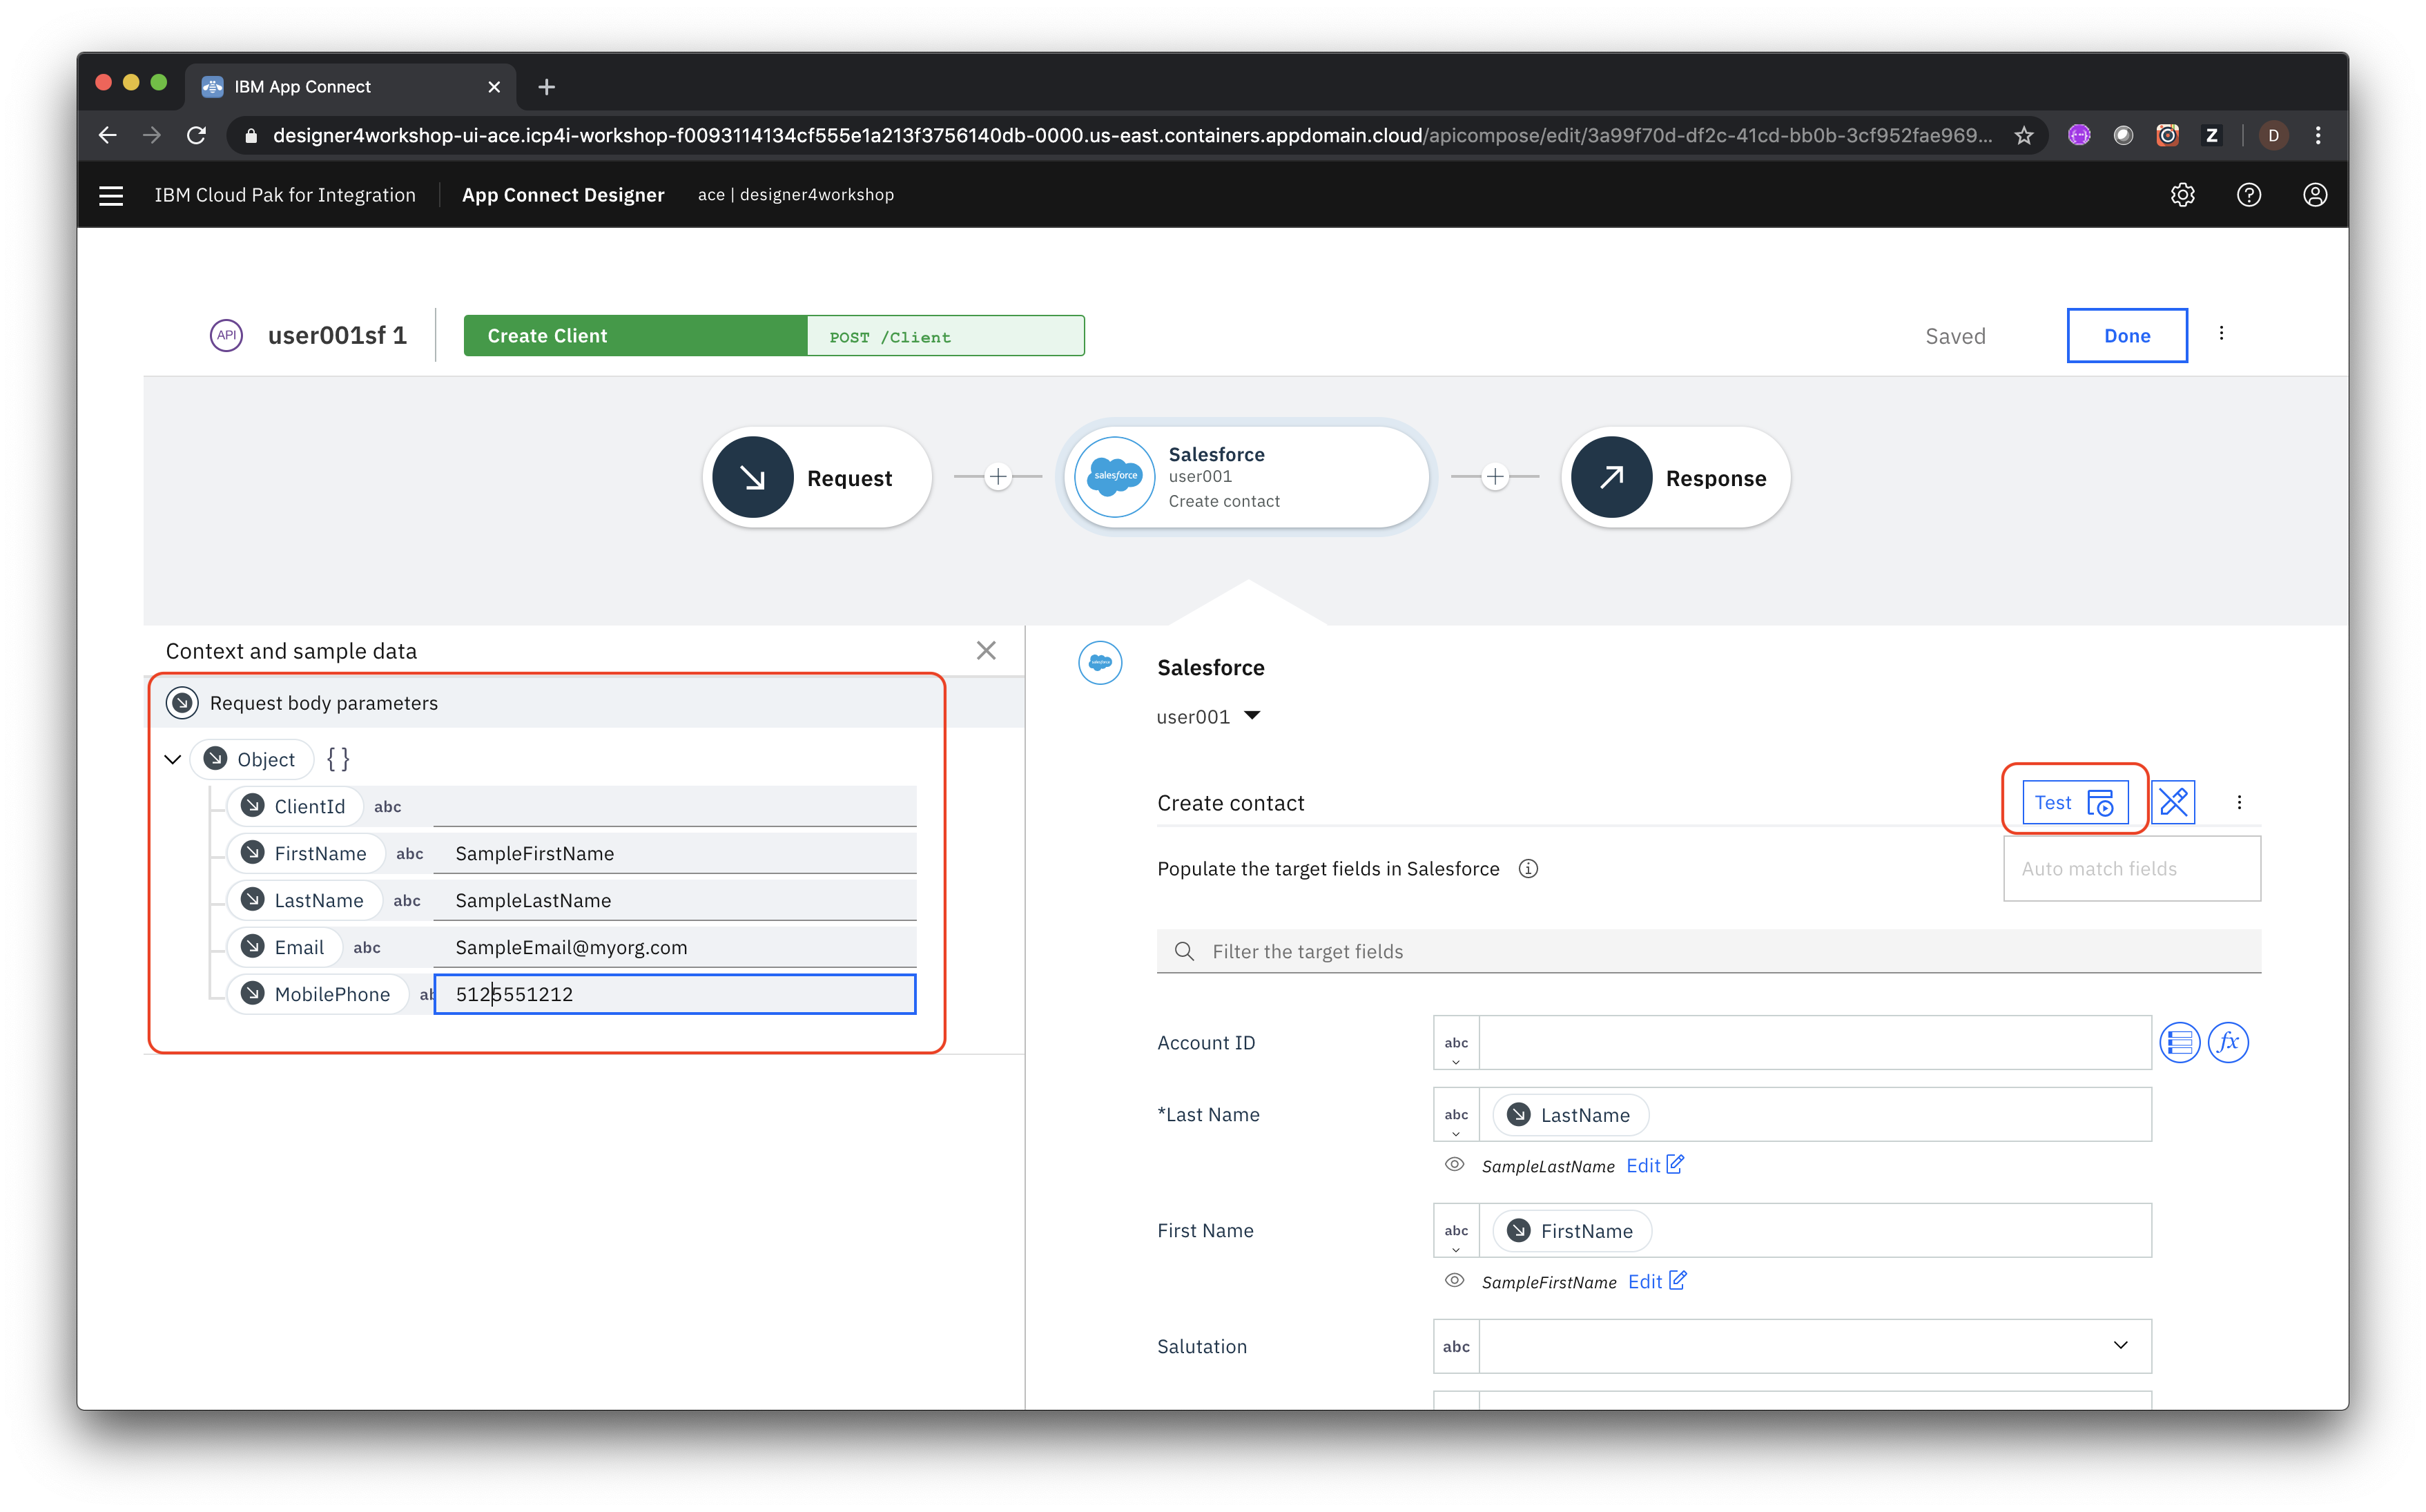 IBM App Connect
designer4workshop-ui-ace.icp4i-workshop-f0093114134cf555e1a213f3756140db-0000.us-east.containers.appdomain.cloud/apicompose/edit/3a99f70d-df2c-41cd-bb0b-3cf952fae969...
Z
D
IBM Cloud Pak for Integration
App Connect Designer
ace | designer4workshop
API
user001sf 1
Create Client
POST /Client
Saved
Done
Request
salesforce
Salesforce
user001
Create contact
Response
Context and sample data
Request body parameters
Object { }
ClientId abc
FirstName abc SampleFirstName
LastName abc SampleLastName
Email abc SampleEmail@myorg.com
MobilePhone ab 5125551212
salesforce
Salesforce
user001
Create contact
Test
Populate the target fields in Salesforce
Auto match fields
Filter the target fields
Account ID abc
fx
*Last Name abc LastName
SampleLastName Edit
First Name abc FirstName
SampleFirstName Edit
Salutation abc